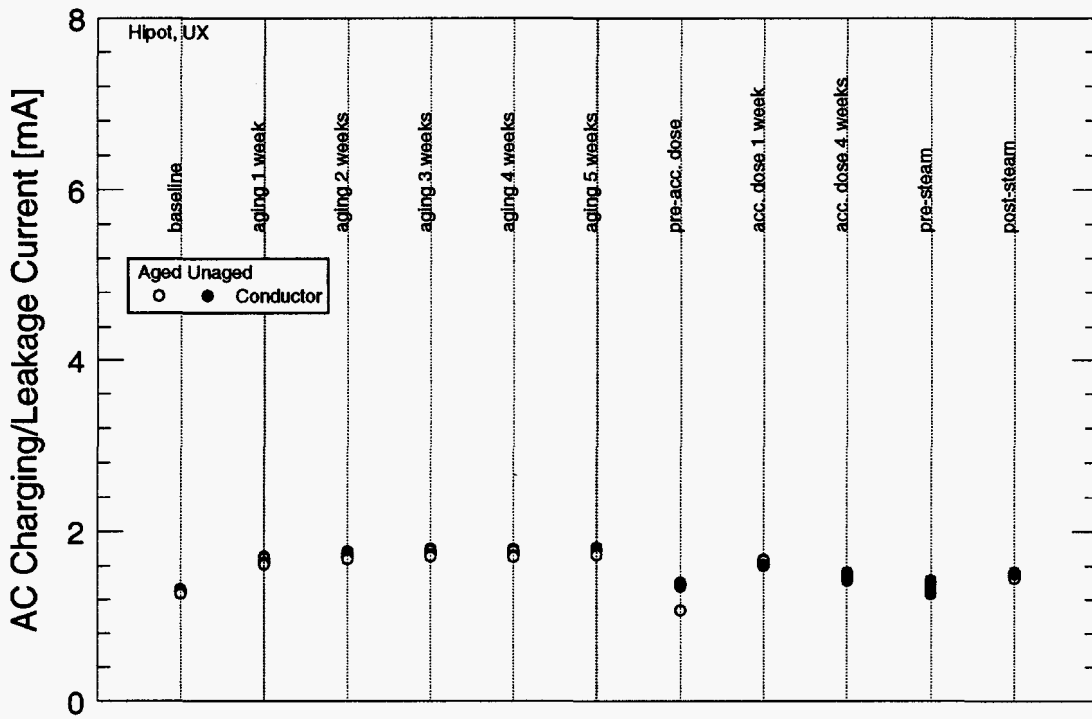 8
Hipot, UX
AC Charging/Leakage Current [mA]
baseline
aging 1 week
aging 2 weeks
aging 3 weeks
aging 4 weeks
aging 5 weeks
pre-acc. dose
acc. dose 1 week
acc. dose 4 weeks
pre-steam
post-steam
6
Aged Unaged
Conductor
4
2
0